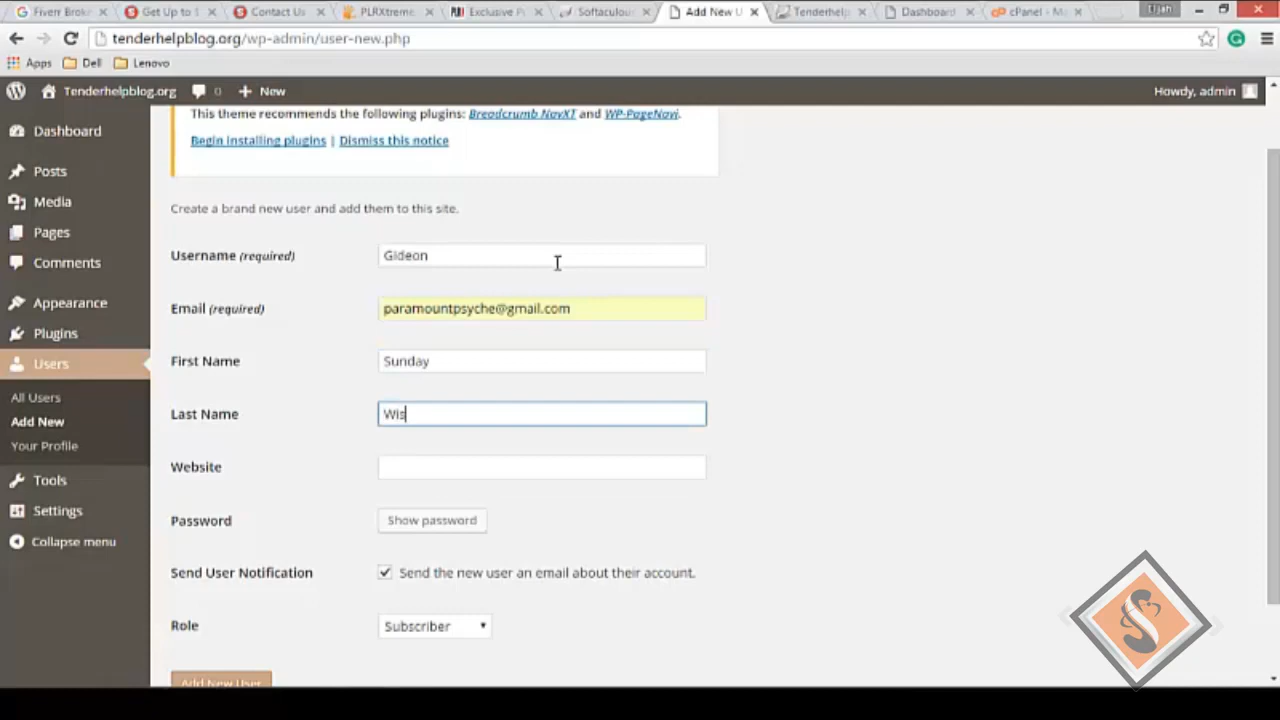 Fiverr Brok
Get Up to
Contact Us
PLRXtreme
Exclusive P
Softaculou
Add New U
Tenderhelp
Dashboard
cPanel - M
Elijah
tenderhelpblog.org/wp-admin/user-new.php
Apps Dell Lenovo
Tenderhelpblog.org 0 New Howdy, admin
This theme recommends the following plugins: Breadcrumb NavXT and WP-PageNavi.
Begin installing plugins | Dismiss this notice
Dashboard
Posts
Media
Pages
Comments
Appearance
Plugins
Users
All Users
Add New
Your Profile
Tools
Settings
Collapse menu
Create a brand new user and add them to this site.
Username (required) Gideon
Email (required) paramountpsyche@gmail.com
First Name Sunday
Last Name Wis
Website
Password Show password
Send User Notification Send the new user an email about their account.
Role Subscriber
Add New User